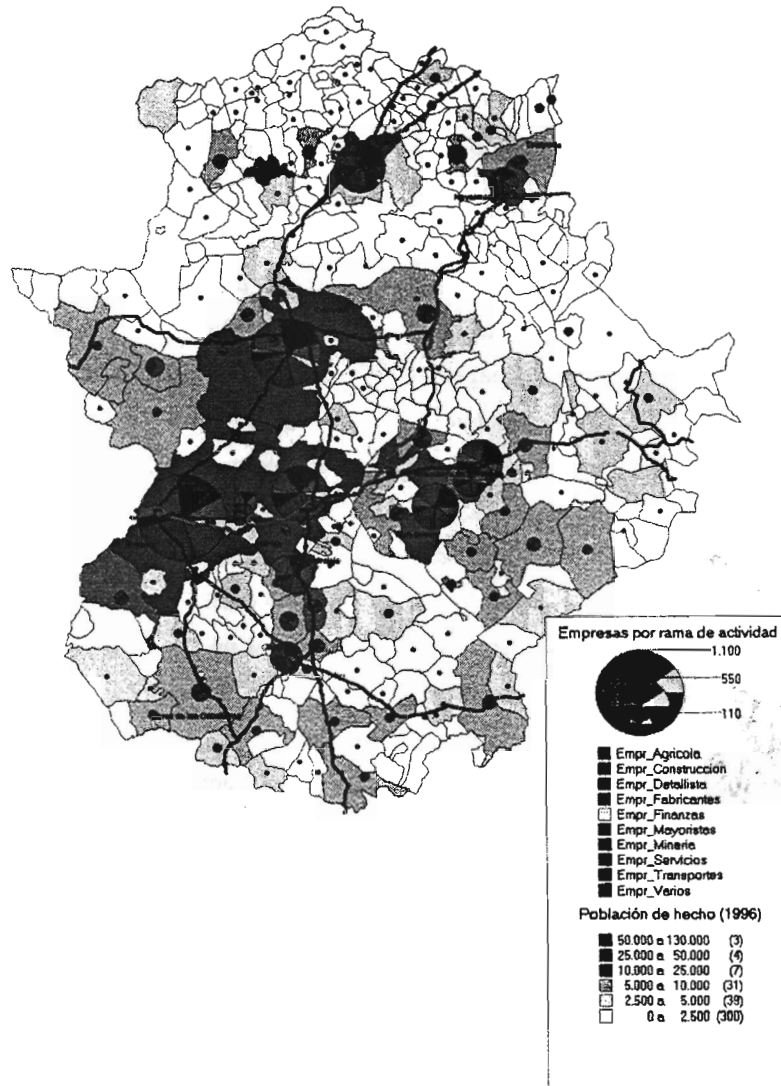 Empresas por rama de actividad
1.100
550
110
Empr_Agricola
Empr_Construccion
Empr_Detallista
Empr_Fabricantes
Empr_Finanzas
Empr_Mayoristas
Empr_Mineria
Empr_Servicios
Empr_Transportes
Empr_Varios
Población de hecho (1996)
50.000 a 130.000 (3)
25.000 a 50.000 (4)
10.000 a 25.000 (7)
5.000 a 10.000 (31)
2.500 a 5.000 (39)
0 a 2.500 (300)